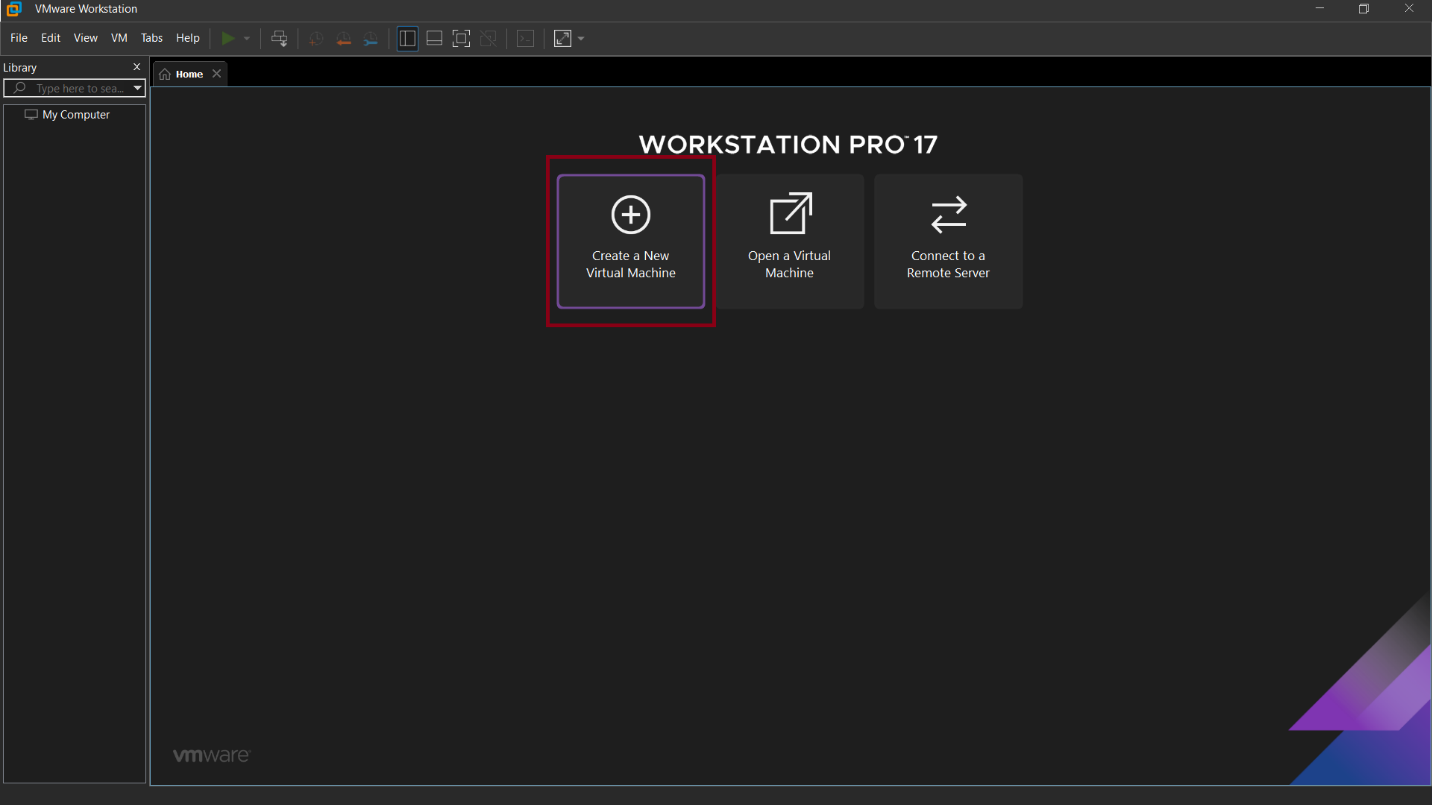 VMware Workstation
File Edit View VM Tabs Help
Library
Home
Type here to sea...
My Computer
WORKSTATION PRO™ 17
Create a New
Virtual Machine
Open a Virtual
Machine
Connect to a
Remote Server
vmware